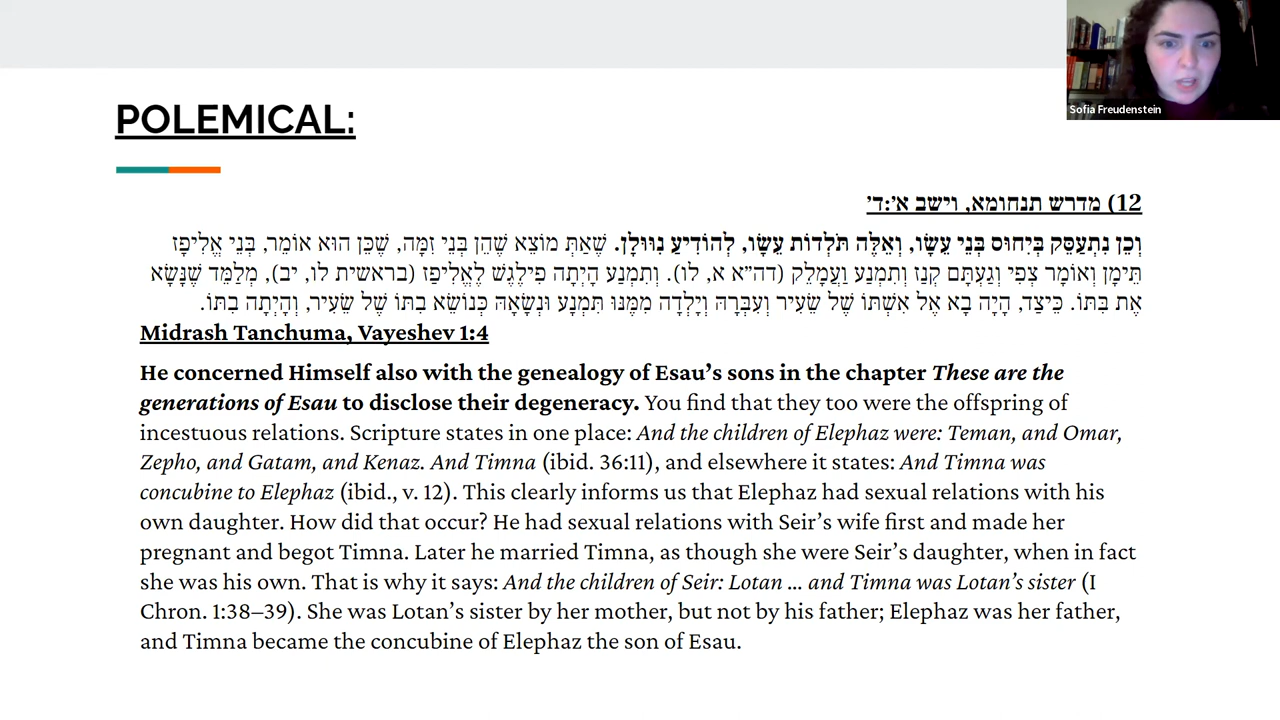 Sofia Freudenstein
POLEMICAL:
12) מדרש תנחומא, וישב א׳:ד׳
וְכֵן נִתְעַסֵּק בְּיִחוּס בְּנֵי עֵשָׂו, וְאֵלֶּה תֹּלְדוֹת עֵשָׂו, לְהוֹדִיעַ נִוּוּלָן. שֶׁאַתְּ מוֹצֵא שֶׁהֵן בְּנֵי זִמָּה, שֶׁכֵּן הוּא אוֹמֵר, בְּנֵי אֱלִיפָז
תֵּימָן וְאוֹמָר צְפִי וְגַעְתָּם קְנַז וְתִמְנַע וַעֲמָלֵק (דה״א א, לו). וְתִמְנַע הָיְתָה פִילֶגֶשׁ לֶאֱלִיפַז (בראשית לו, יב), מְלַמֵּד שֶׁנָּשָׂא
אֶת בִּתּוֹ. כֵּיצַד, הָיָה בָא אֶל אִשְׁתּוֹ שֶׁל שֵׂעִיר וְעִבְּרָהּ וְיָלְדָה מִמֶּנּוּ תִּמְנָע וּנְשָׂאָהּ כְּנוֹשֵׂא בִתּוֹ שֶׁל שֵׂעִיר, וְהָיְתָה בִתּוֹ.
Midrash Tanchuma, Vayeshev 1:4
He concerned Himself also with the genealogy of Esau’s sons in the chapter These are the
generations of Esau to disclose their degeneracy. You find that they too were the offspring of
incestuous relations. Scripture states in one place: And the children of Elephaz were: Teman, and Omar,
Zepho, and Gatam, and Kenaz. And Timna (ibid. 36:11), and elsewhere it states: And Timna was
concubine to Elephaz (ibid., v. 12). This clearly informs us that Elephaz had sexual relations with his
own daughter. How did that occur? He had sexual relations with Seir’s wife first and made her
pregnant and begot Timna. Later he married Timna, as though she were Seir’s daughter, when in fact
she was his own. That is why it says: And the children of Seir: Lotan ... and Timna was Lotan’s sister (I
Chron. 1:38–39). She was Lotan’s sister by her mother, but not by his father; Elephaz was her father,
and Timna became the concubine of Elephaz the son of Esau.